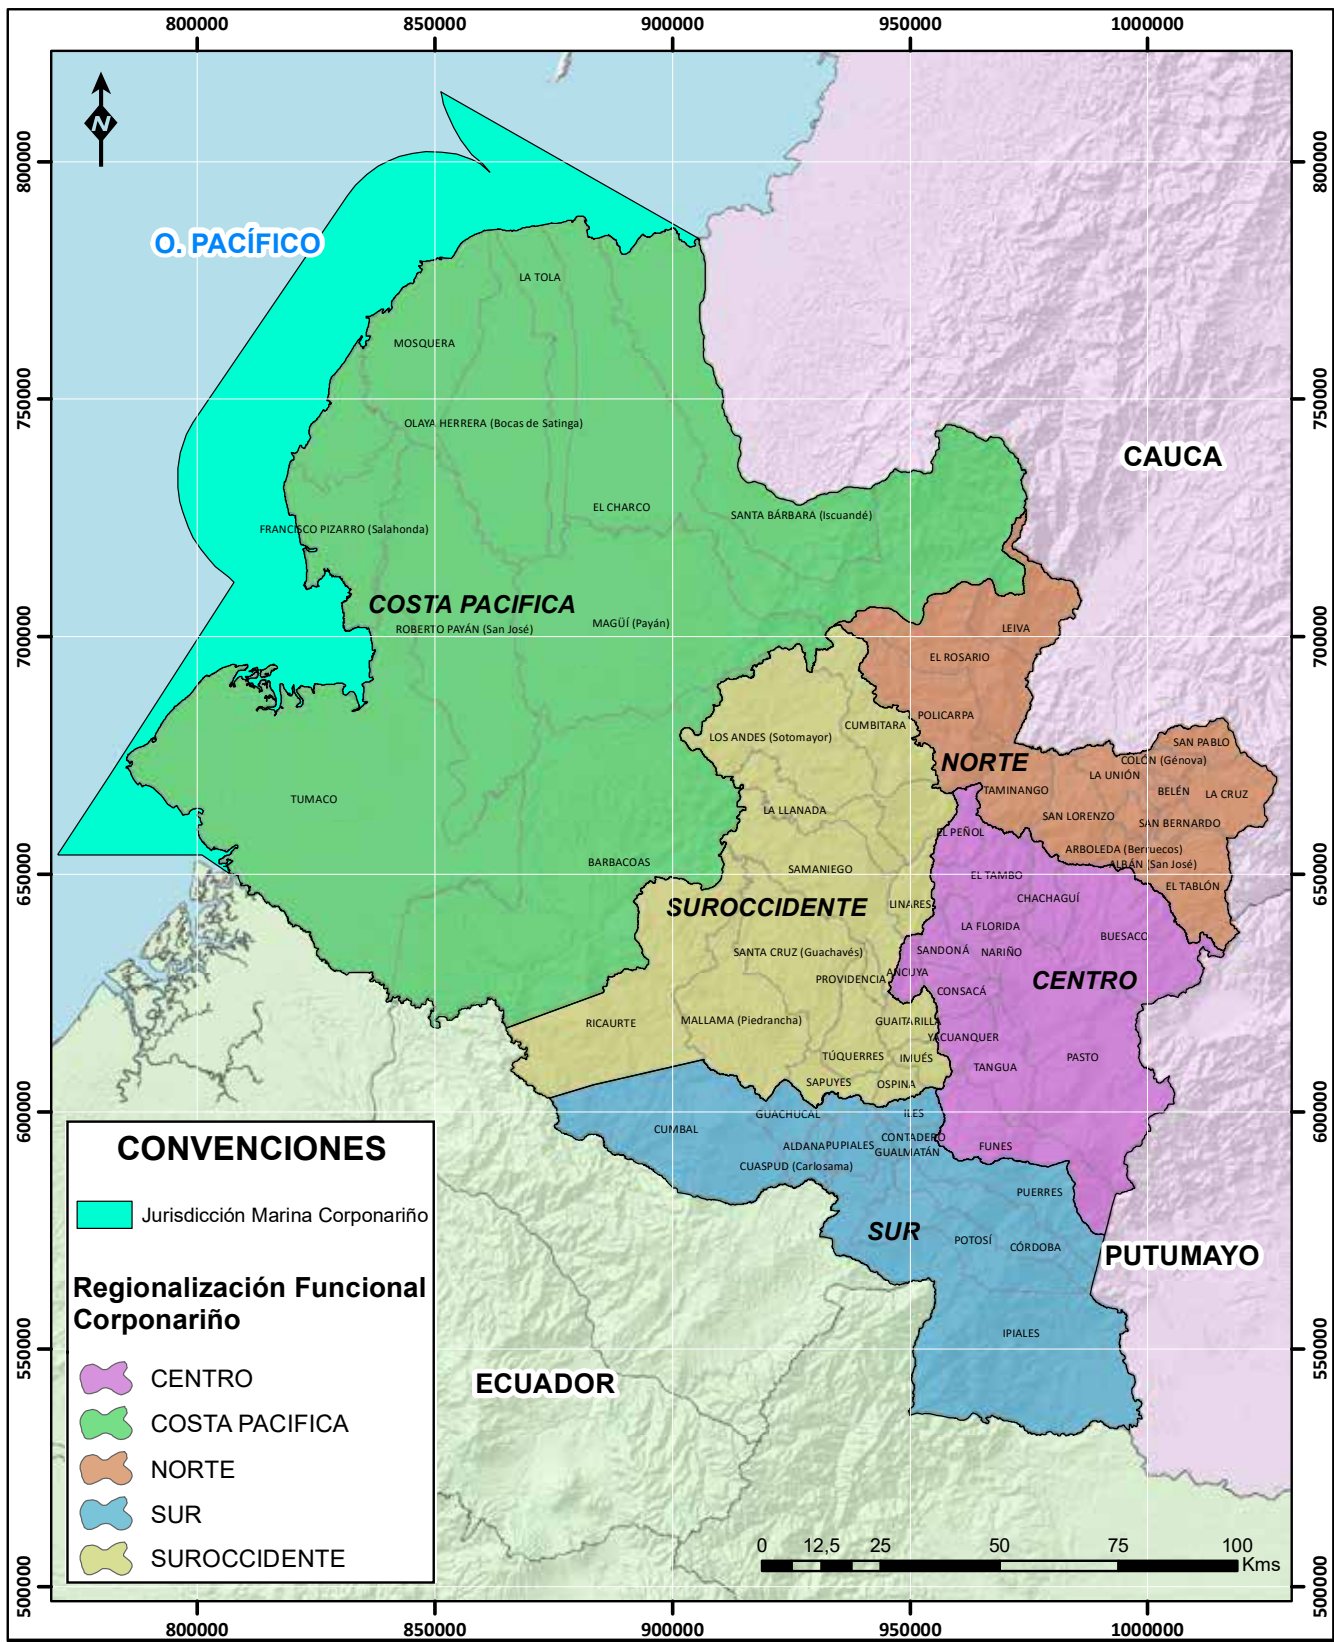 800000 850000 900000 950000 1000000
N
800000 800000
O. PACÍFICO
LA TOLA
MOSQUERA
750000 750000
OLAYA HERRERA (Bocas de Satinga)
CAUCA
EL CHARCO
SANTA BÁRBARA (Iscuandé)
FRANCISCO PIZARRO (Salahonda)
COSTA PACIFICA
MAGÜÍ (Payán)
ROBERTO PAYÁN (San José)
LEIVA
700000 700000
EL ROSARIO
POLICARPA
CUMBITARA
LOS ANDES (Sotomayor)
SAN PABLO
NORTE
COLÓN (Génova)
LA UNIÓN
TAMINANGO
BELÉN
LA CRUZ
TUMACO
LA LLANADA
SAN LORENZO
SAN BERNARDO
EL PEÑOL
ARBOLEDA (Berruecos)
BARBACOAS
ALBÁN (San José)
SAMANIEGO
650000 650000
EL TAMBO
EL TABLÓN
CHACHAGUÍ
SUROCCIDENTE
LINARES
LA FLORIDA
BUESACO
SANTA CRUZ (Guachavés)
SANDONÁ
NARIÑO
ANCUYA
PROVIDENCIA
CENTRO
CONSACÁ
RICAURTE
MALLAMA (Piedrancha)
GUAITARILLA
YACUANQUER
TÚQUERRES
IMUÉS
PASTO
TANGUA
SAPUYES
OSPINA
600000 600000
GUACHUCAL
ILES
CUMBAL
CONTADERO
ALDANA
PUPIALES
FUNES
GUALMATÁN
CUASPUD (Carlosama)
PUERRES
SUR
POTOSÍ
CÓRDOBA
PUTUMAYO
IPIALES
550000 550000
ECUADOR
CONVENCIONES
Jurisdicción Marina Corponariño
Regionalización Funcional
Corponariño
CENTRO
COSTA PACIFICA
NORTE
SUR
SUROCCIDENTE
0 12,5 25 50 75 100
Kms
500000 500000
800000 850000 900000 950000 1000000